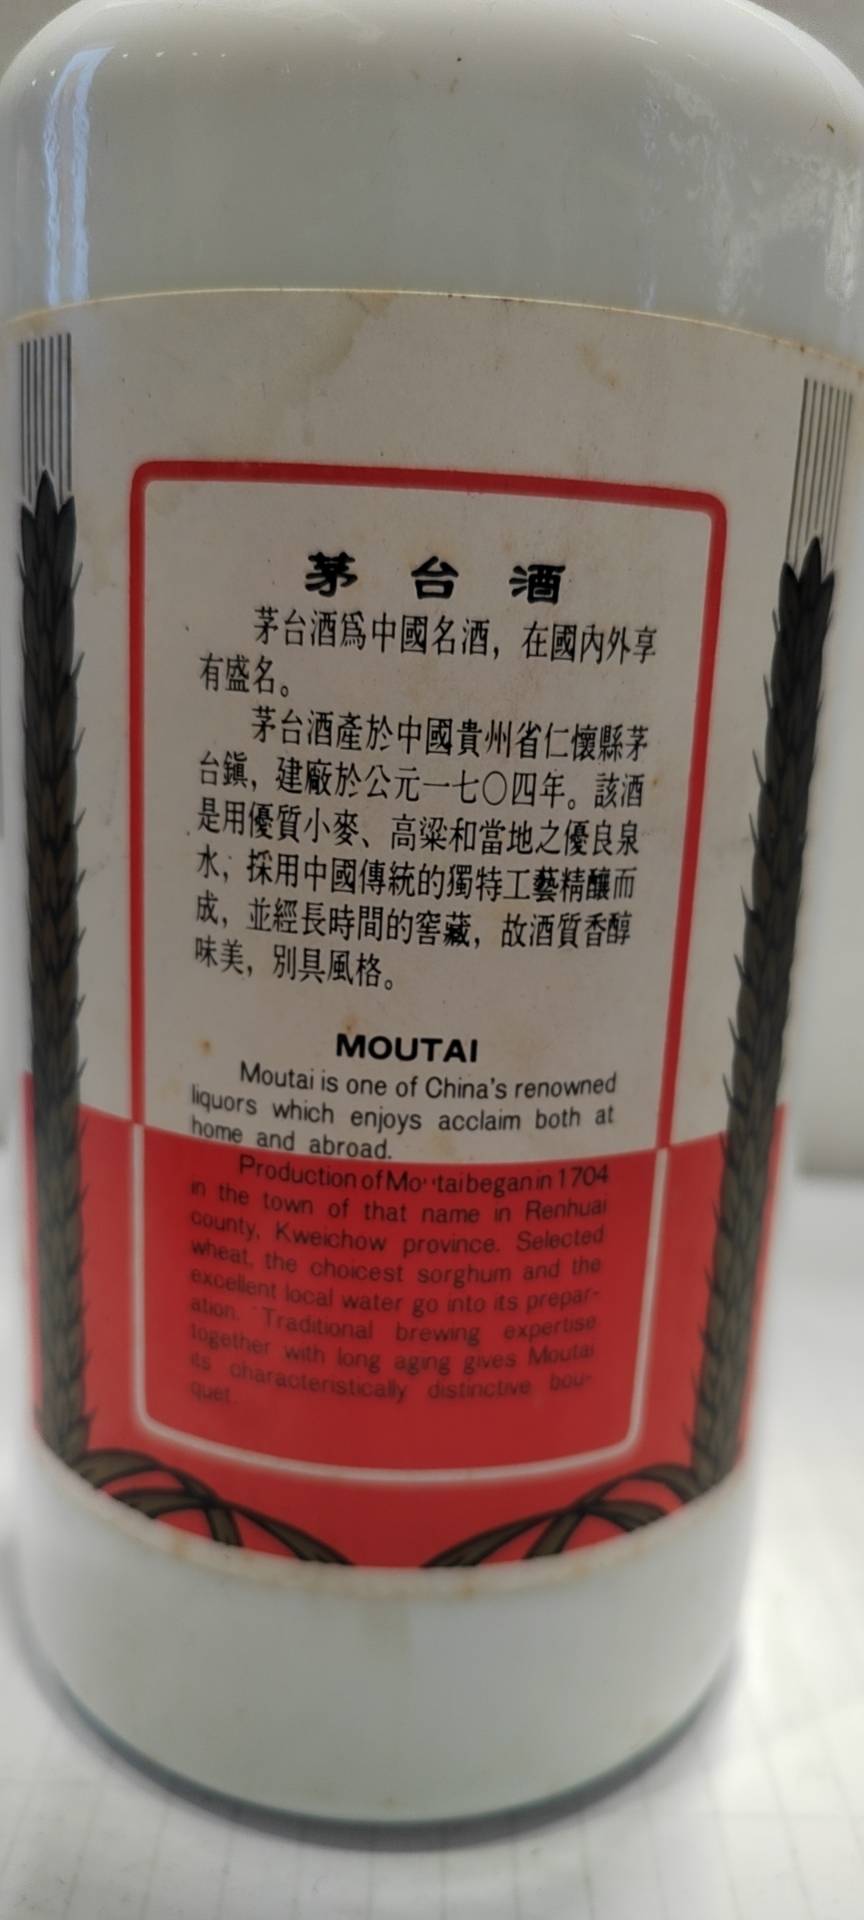 茅台酒
茅台酒爲中國名酒，在國內外享
有盛名。
茅台酒產於中國貴州省仁懷縣茅
台鎭，建廠於公元一七〇四年。該酒
是用優質小麥、高粱和當地之優良泉
水，採用中國傳統的獨特工藝精釀而
成，並經長時間的窖藏，故酒質香醇
味美，別具風格。
MOUTAI
Moutai is one of China's renowned
liquors which enjoys acclaim both at
home and abroad.
Production of Moutai began in 1704
in the town of that name in Renhuai
county, Kweichow province. Selected
wheat, the choicest sorghum and the
excellent local water go into its prepar-
ation. Traditional brewing expertise
together with long aging gives Moutai
its characteristically distinctive bou-
quet.